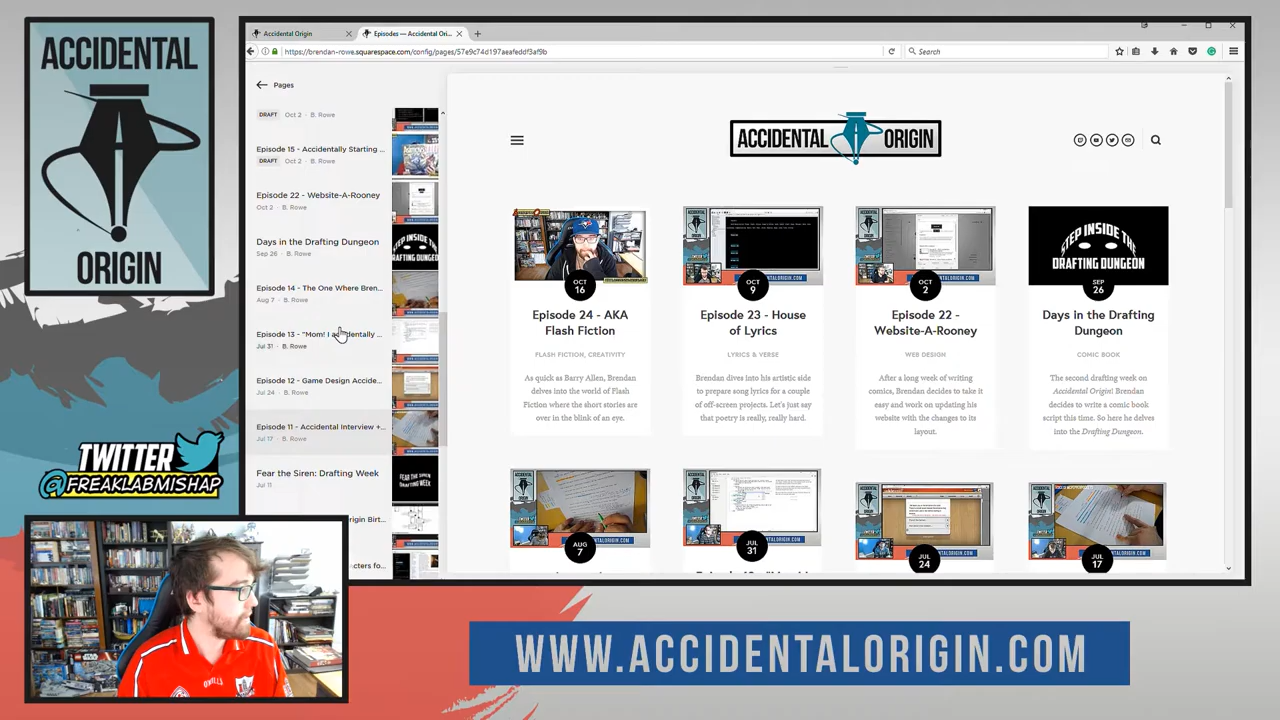 ACCIDENTAL
ORIGIN
TWITTER
@FREAKLABMISHAP
Accidental Origin
Episodes — Accidental Ori...
https://brendan-rowe.squarespace.com/config/pages/57e9c74d197aeafeddf3af9b
Search
Pages
DRAFT Oct 2 · B. Rowe
Episode 15 - Accidentally Starting ...
DRAFT Oct 2 · B. Rowe
Episode 22 - Website-A-Rooney
Oct 2 · B. Rowe
Days in the Drafting Dungeon
Sep 26 · B. Rowe
Episode 14 - The One Where Bren...
Aug 7 · B. Rowe
Episode 13 - "Mom! I a dentally ...
Jul 31 · B. Rowe
Episode 12 - Game Design Accide...
Jul 24 · B. Rowe
Episode 11 - Accidental Interview +...
Jul 17 · B. Rowe
Fear the Siren: Drafting Week
Jul 11
rigin Birt...
cters fo...
ACCIDENTAL ORIGIN
STEP INSIDE THE
DRAFTING DUNGEON
OCT
16
OCT
9
OCT
2
SEP
26
Episode 24 - AKA
Flash Fiction
FLASH FICTION, CREATIVITY
As quick as Barry Allen, Brendan
delves into the world of Flash
Fiction where the short stories are
over in the blink of an eye.
Episode 23 - House
of Lyrics
LYRICS & VERSE
Brendan dives into his artistic side
to prepare song lyrics for a couple
of off-screen projects. Let's just say
that poetry is really, really hard.
Episode 22 -
Website-A-Rooney
WEB DESIGN
After a long week of writing
comics, Brendan decides to take it
easy and work on updating his
website with the changes to its
layout.
Days in the Drafting
Dungeon
COMIC BOOK
The second drafting week on
Accidental Origin! Brendan
decides to write a comic book
script this time. So here he delves
into the Drafting Dungeon.
AUG
7
JUL
31
JUL
24
JUL
17
WWW.ACCIDENTALORIGIN.COM